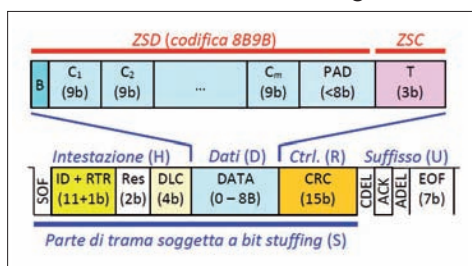 ZSD (codifica 8B9B) ZSC
B C1 (9b) C2 (9b) ... Cm (9b) PAD (<8b) T (3b)
Intestazione (H) Dati (D) Ctrl. (R) Suffisso (U)
SOF ID + RTR (11+1b) Res (2b) DLC (4b) DATA (0 – 8B) CRC (15b) CDEL ACK ADEL EOF (7b)
Parte di trama soggetta a bit stuffing (S)